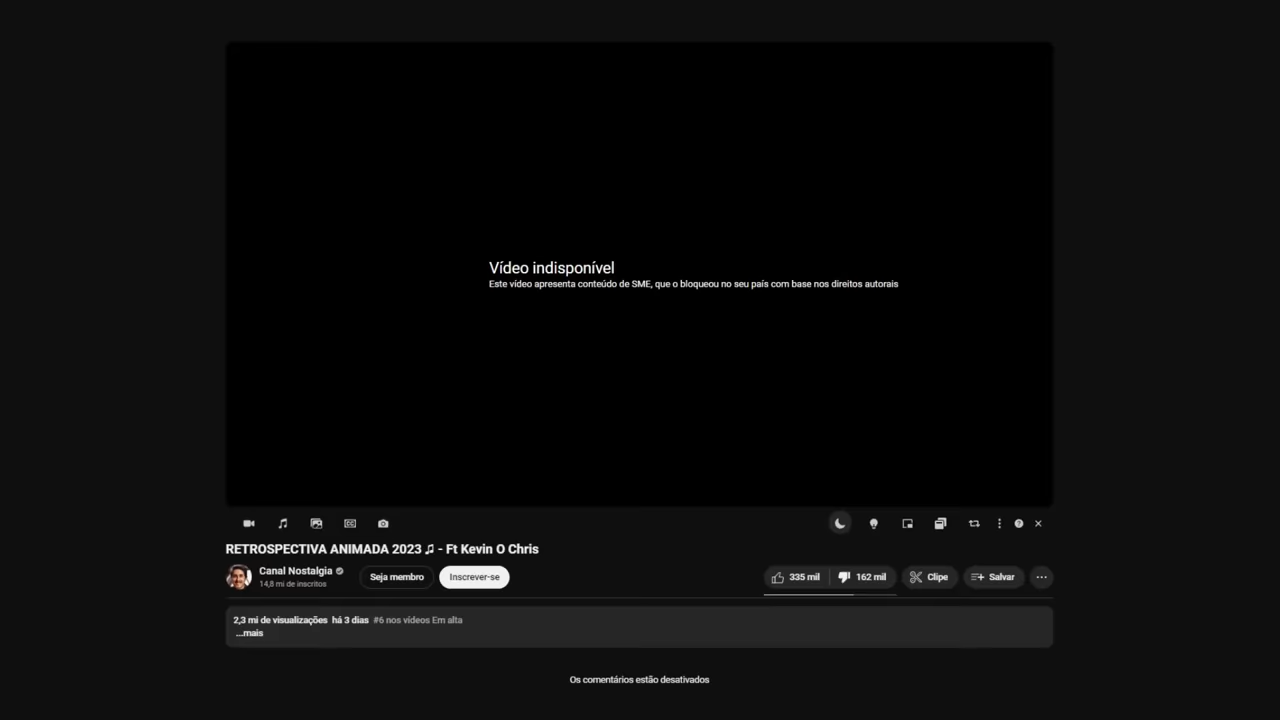 Vídeo indisponível
Este vídeo apresenta conteúdo de SME, que o bloqueou no seu país com base nos direitos autorais
RETROSPECTIVA ANIMADA 2023 ♫ - Ft Kevin O Chris
Canal Nostalgia
14,8 mi de inscritos
Seja membro
Inscrever-se
335 mil
162 mil
Clipe
Salvar
2,3 mi de visualizações há 3 dias #6 nos vídeos Em alta
...mais
Os comentários estão desativados